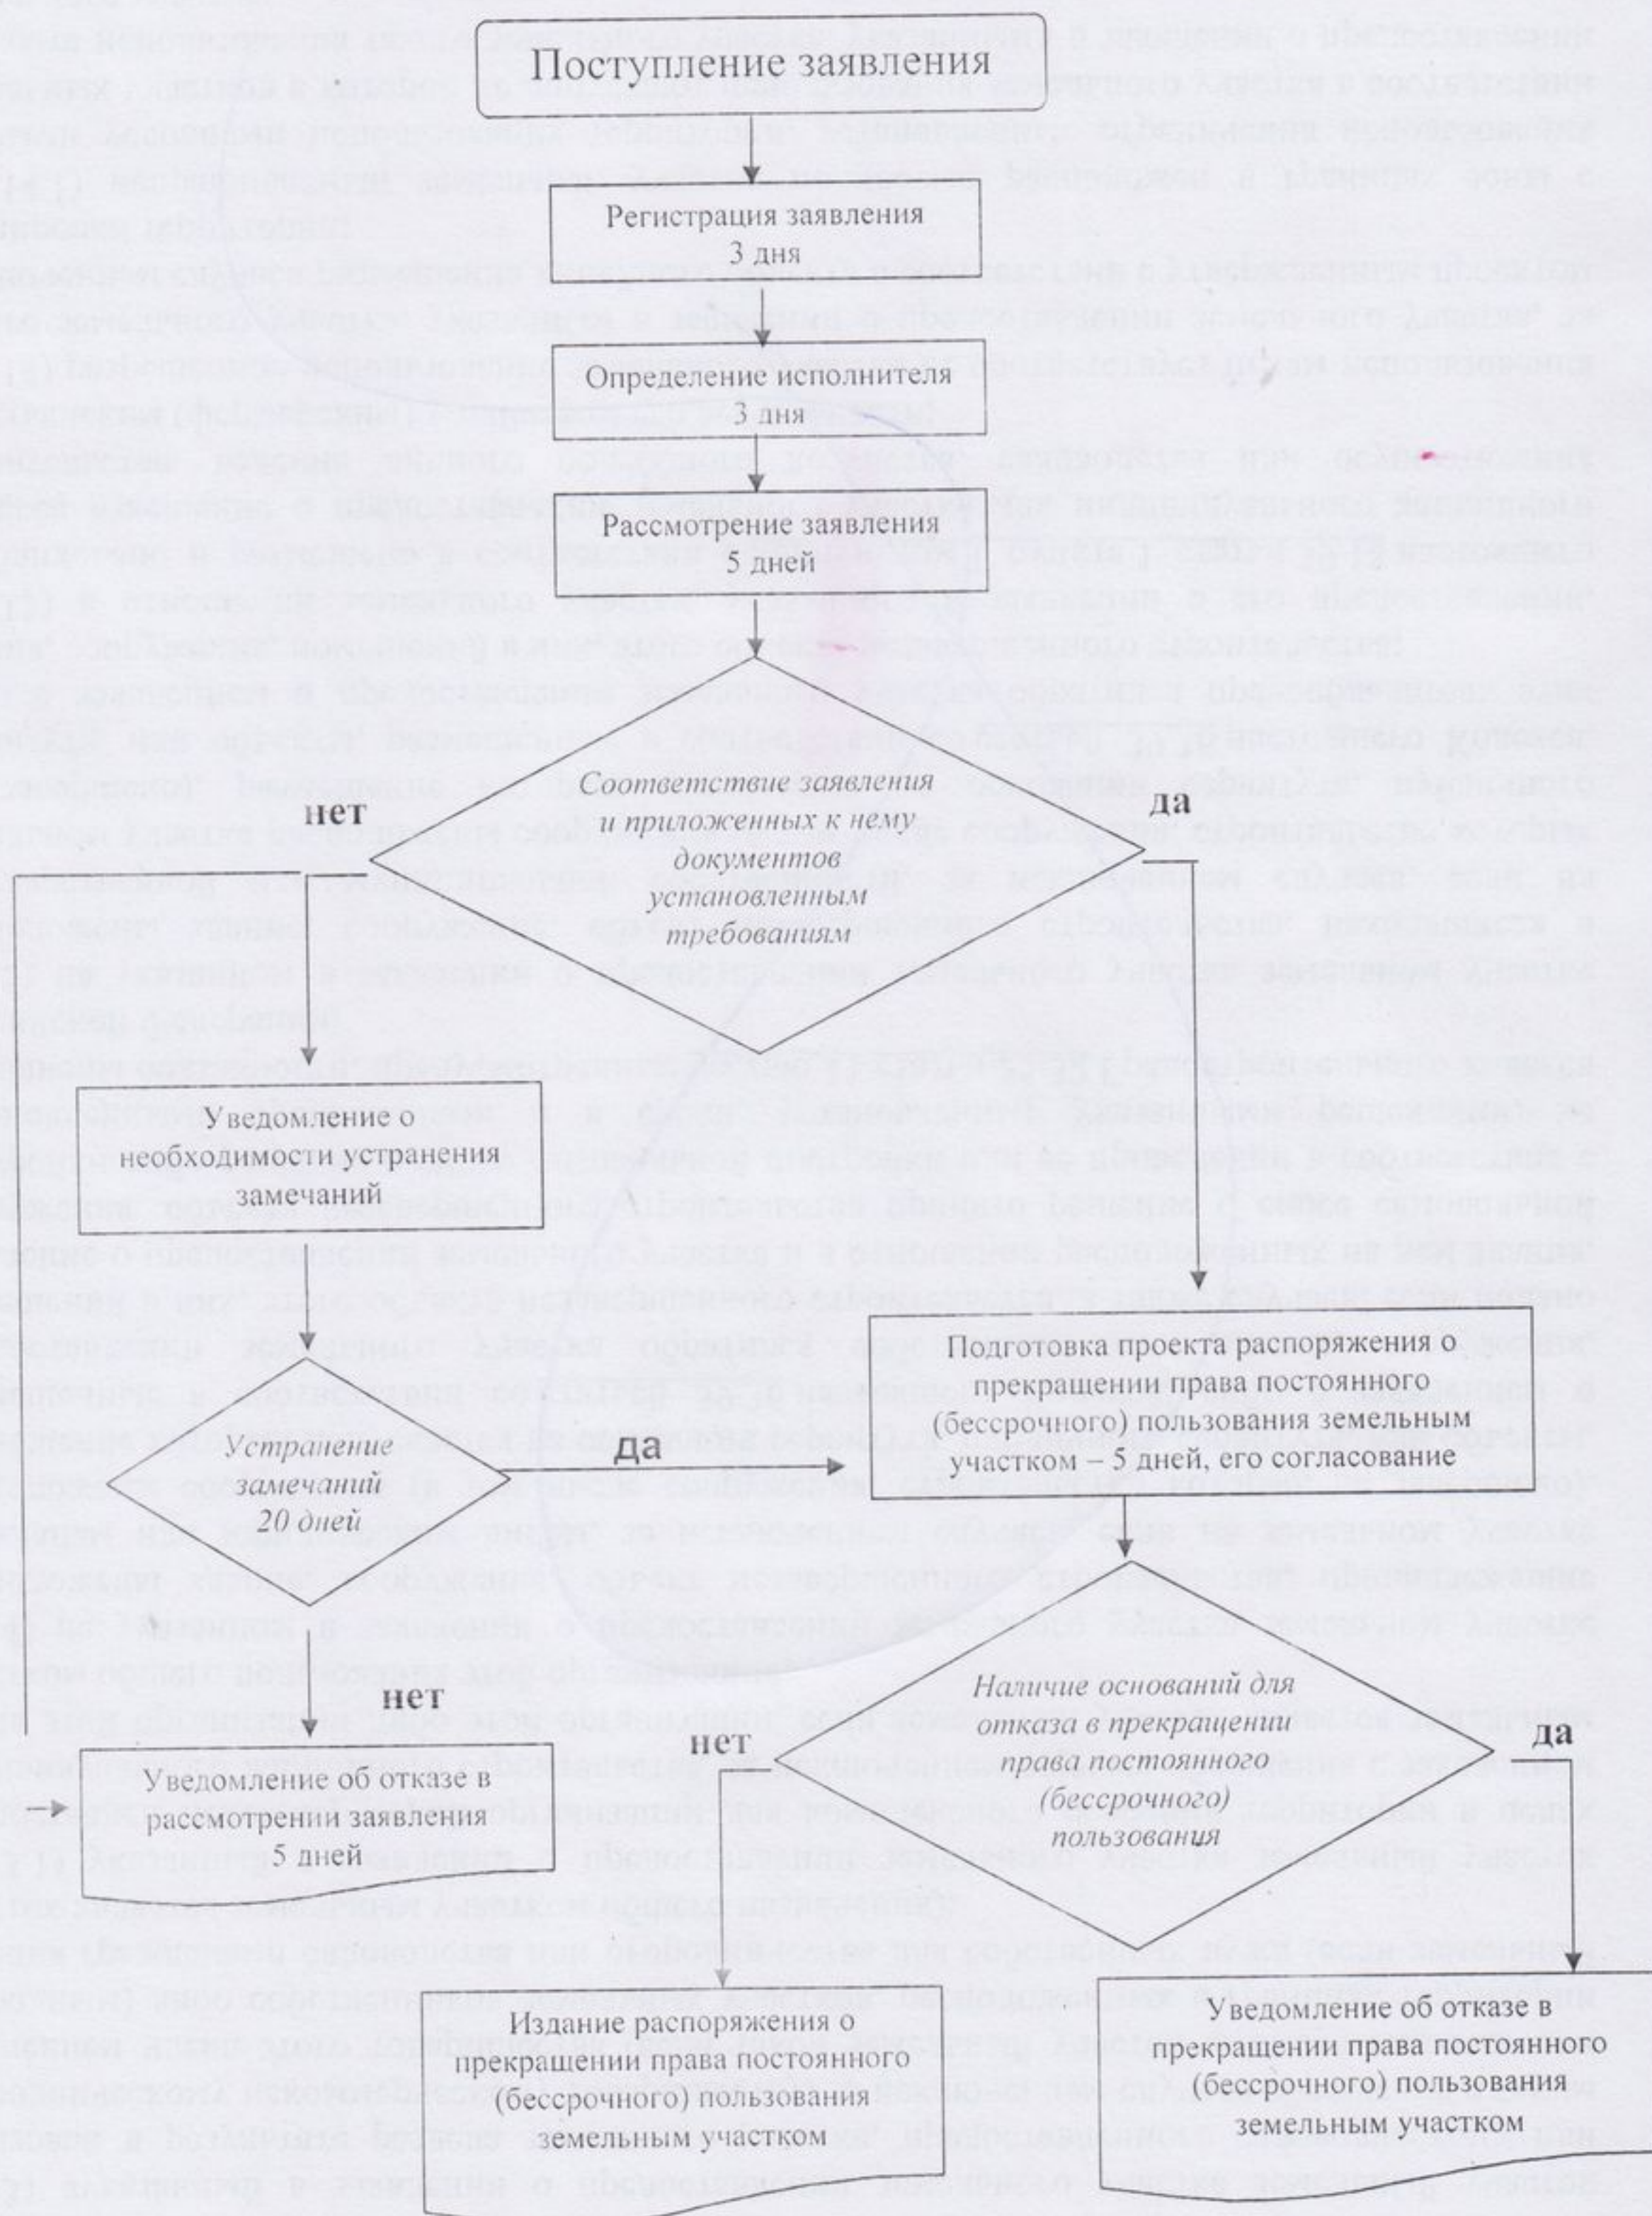 Поступление заявления
Регистрация заявления
3 дня
Определение исполнителя
3 дня
Рассмотрение заявления
5 дней
Соответствие заявления
и приложенных к нему
документов
установленным
требованиям
нет
да
Уведомление о
необходимости устранения
замечаний
Устранение
замечаний
20 дней
да
Подготовка проекта распоряжения о
прекращении права постоянного
(бессрочного) пользования земельным
участком – 5 дней, его согласование
нет
Уведомление об отказе в
рассмотрении заявления
5 дней
Наличие оснований для
отказа в прекращении
права постоянного
(бессрочного)
пользования
нет
да
Издание распоряжения о
прекращении права постоянного
(бессрочного) пользования
земельным участком
Уведомление об отказе в
прекращении права постоянного
(бессрочного) пользования
земельным участком